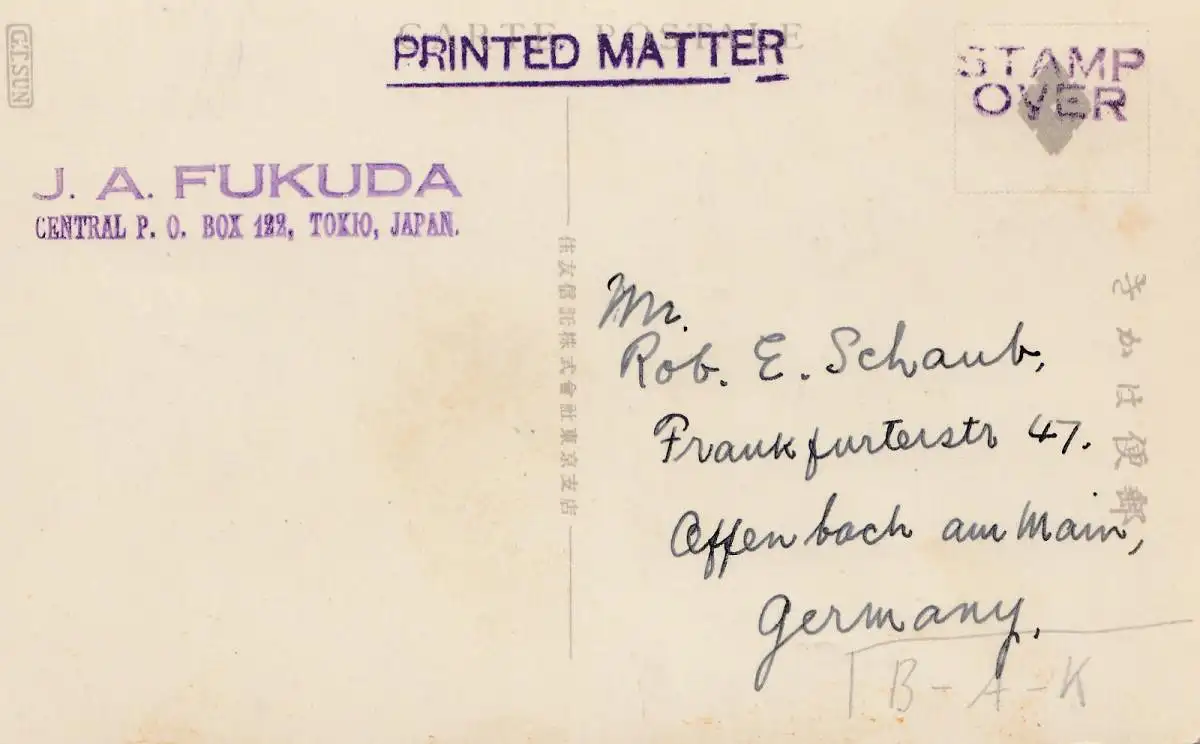 CARTE POSTALE
PRINTED MATTER
G.T.SUN
STAMP
OVER
J. A. FUKUDA
CENTRAL P. O. BOX 122, TOKIO, JAPAN.
住友信託株式會社東京支店
きかは便郵
Mr.
Rob. E. Schaub,
Frankfurterstr 47.
Offenbach am Main,
Germany.
B-A-K